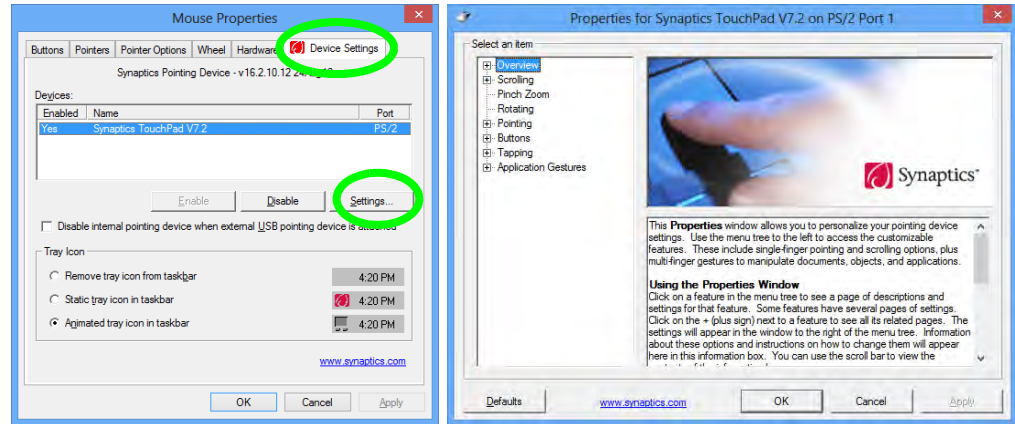 Mouse Properties
Buttons Pointers Pointer Options Wheel Hardware Device Settings
Synaptics Pointing Device - v16.2.10.12
Devices:
Enabled Name Port
Yes Synaptics TouchPad V7.2 PS/2
Enable Disable Settings...
Disable internal pointing device when external USB pointing device is attached
Tray Icon
Remove tray icon from taskbar 4:20 PM
Static tray icon in taskbar 4:20 PM
Animated tray icon in taskbar 4:20 PM
www.synaptics.com
OK Cancel Apply
Properties for Synaptics TouchPad V7.2 on PS/2 Port 1
Select an item
Overview
Scrolling
Pinch Zoom
Rotating
Pointing
Buttons
Tapping
Application Gestures
Synaptics
This Properties window allows you to personalize your pointing device
settings. Use the menu tree to the left to access the customizable
features. These include single-finger pointing and scrolling options, plus
multi-finger gestures to manipulate documents, objects, and applications.
Using the Properties Window
Click on a feature in the menu tree to see a page of descriptions and
settings for that feature. Some features have several pages of settings.
Click on the + (plus sign) next to a feature to see all its related pages. The
settings will appear in the window to the right of the menu tree. Information
about these options and instructions on how to change them will appear
here in this information box. You can use the scroll bar to view the
Defaults www.synaptics.com OK Cancel Apply